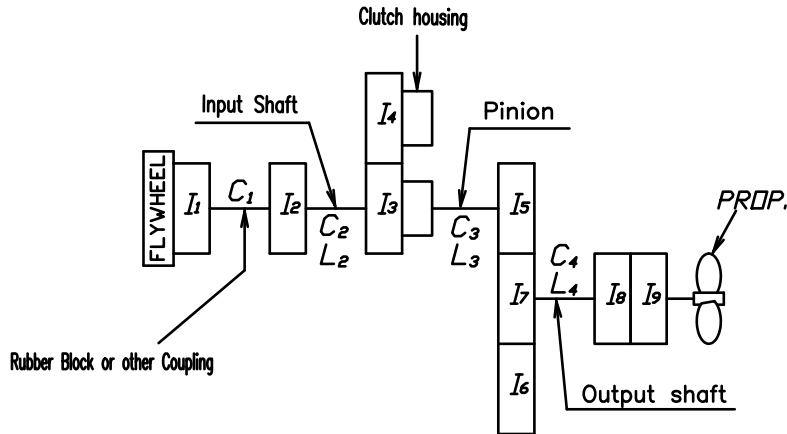 Clutch housing
Input Shaft
Pinion
I4
FLYWHEEL
I1
C1
I2
C2
L2
I3
C3
L3
I5
PROP.
C4
L4
I7
I8
I9
I6
Rubber Block or other Coupling
Output shaft